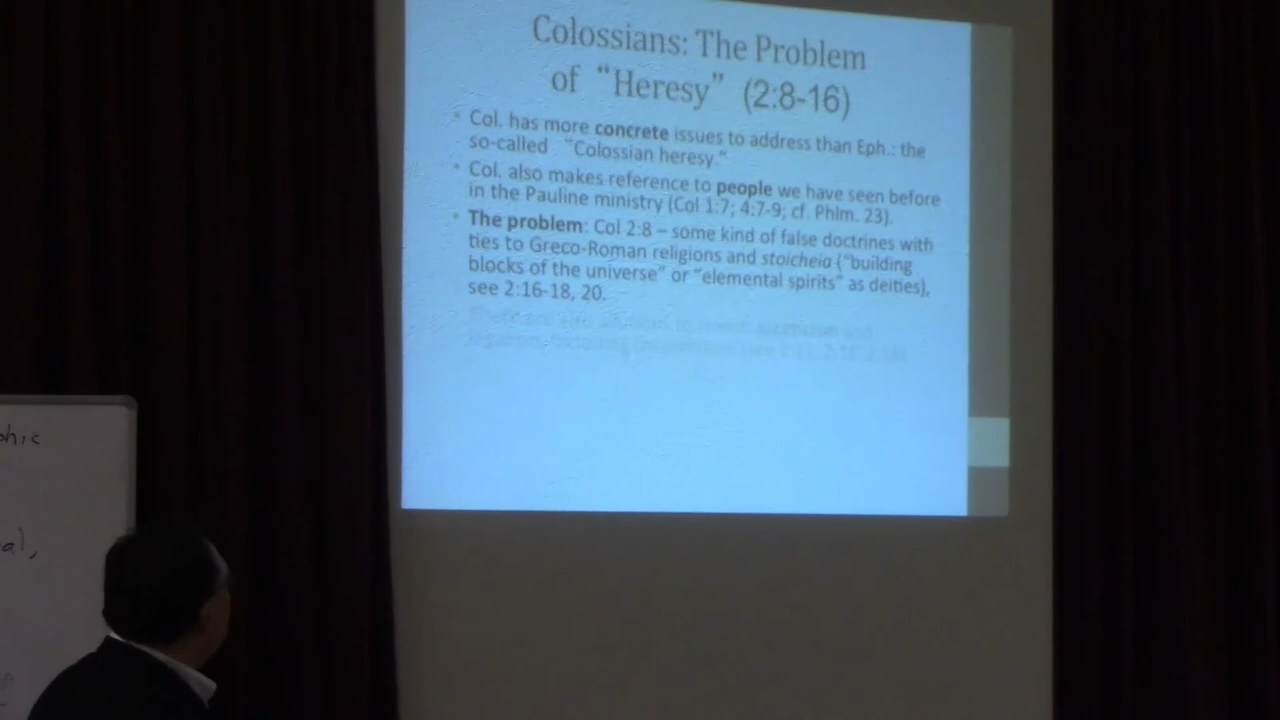 Colossians: The Problem
of “Heresy” (2:8-16)
Col. has more concrete issues to address than Eph.: the
so-called “Colossian heresy.”
Col. also makes reference to people we have seen before
in the Pauline ministry (Col 1:7; 4:7-9; cf. Phlm. 23).
The problem: Col 2:8 – some kind of false doctrines with
ties to Greco-Roman religions and stoicheia (“building
blocks of the universe” or “elemental spirits” as deities),
see 2:16-18, 20.